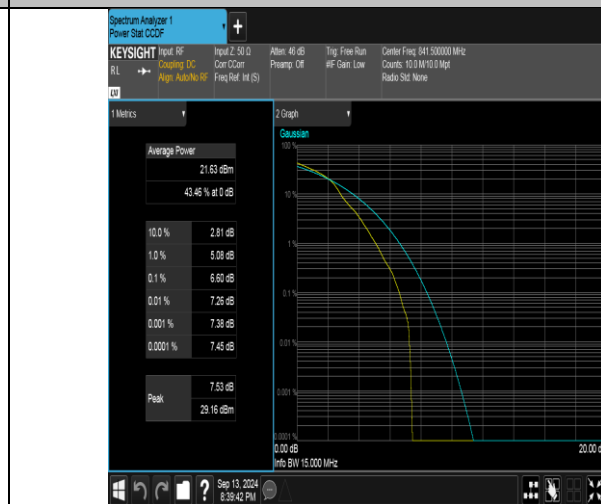 Spectrum Analyzer 1
Power Stat CCDF
+
KEYSIGHT Input: RF Input Z: 50 Ω Atten: 46 dB Trig: Free Run Center Freq: 841.500000 MHz
RL Coupling: DC Corr CCorr Preamp: Off #IF Gain: Low Counts: 10.0 M/10.0 Mpt
Align: Auto/No RF Freq Ref: Int (S) Radio Std: None
LXI
1 Metrics
2 Graph
Gaussian
Average Power
21.63 dBm
43.46 % at 0 dB
10.0 % 2.81 dB
1.0 % 5.08 dB
0.1 % 6.60 dB
0.01 % 7.26 dB
0.001 % 7.38 dB
0.0001 % 7.45 dB
Peak 7.53 dB
29.16 dBm
100 %
10 %
1 %
0.1 %
0.01 %
0.001 %
0.0001 %
0.00 dB
20.00
Info BW 15.000 MHz
?
Sep 13, 2024
8:39:42 PM